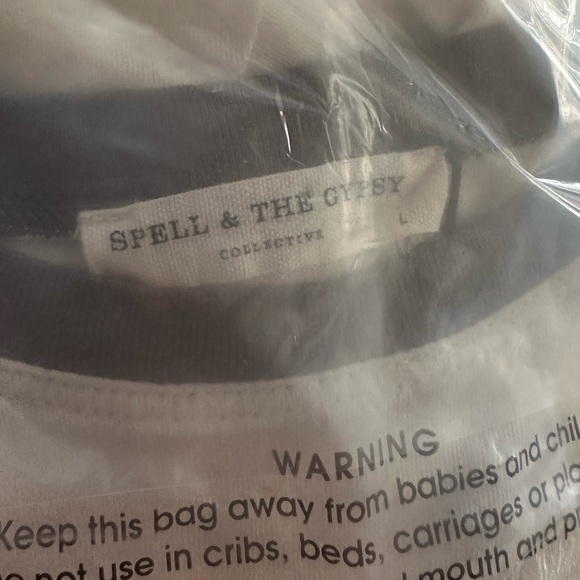 SPELL & THE GYPSY
COLLECTIVE
L
WARNING
Keep this bag away from babies and chil
not use in cribs, beds, carriages or pla
mouth and